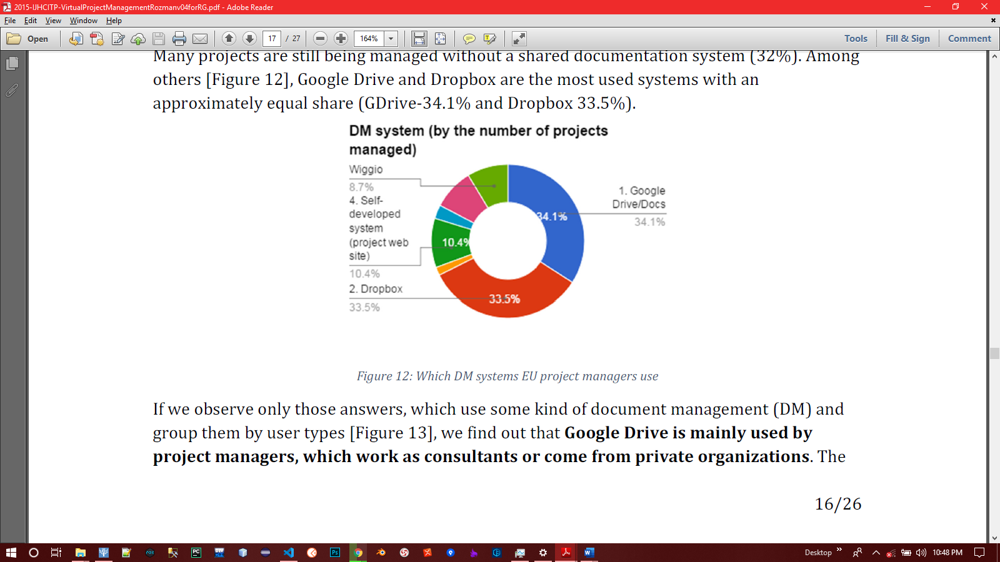 2015-IJHCITP-VirtualProjectManagementRozmanv04forRG.pdf - Adobe Reader
File Edit View Window Help
Open 17 / 27 164% Tools Fill & Sign Comment
Many projects are still being managed without a shared documentation system (32%). Among
others [Figure 12], Google Drive and Dropbox are the most used systems with an
approximately equal share (GDrive-34.1% and Dropbox 33.5%).
DM system (by the number of projects
managed)
Wiggio
8.7%
4. Self-
developed
system
(project web
site)
10.4%
2. Dropbox
33.5%
34.1%
10.4%
33.5%
1. Google
Drive/Docs
34.1%
Figure 12: Which DM systems EU project managers use
If we observe only those answers, which use some kind of document management (DM) and
group them by user types [Figure 13], we find out that Google Drive is mainly used by
project managers, which work as consultants or come from private organizations. The
16/26
PC
DEV
Ps
Desktop
10:48 PM